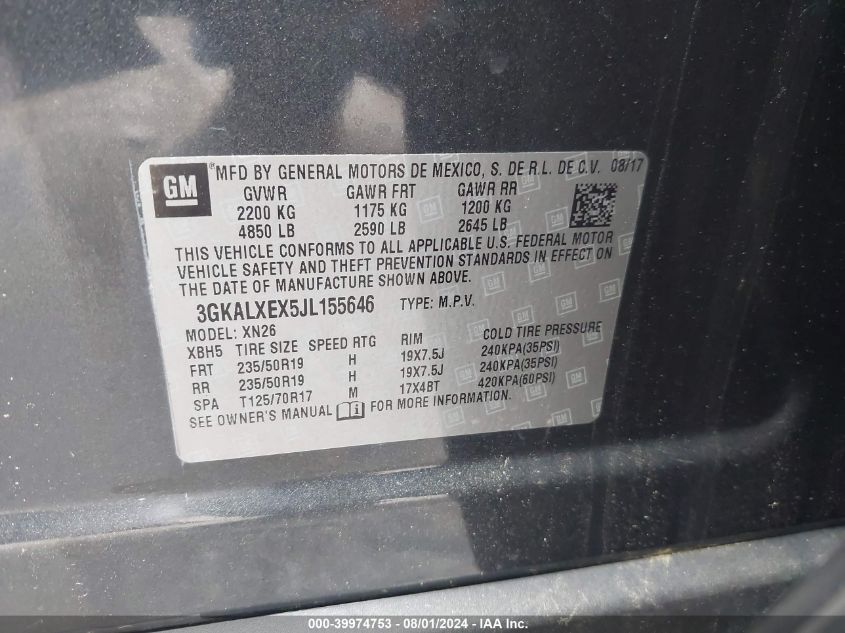 GM
®MFD BY GENERAL MOTORS DE MEXICO, S. DE R.L. DE C.V. 08/17
GVWR GAWR FRT GAWR RR
2200 KG 1175 KG 1200 KG
4850 LB 2590 LB 2645 LB
THIS VEHICLE CONFORMS TO ALL APPLICABLE U.S. FEDERAL MOTOR
VEHICLE SAFETY AND THEFT PREVENTION STANDARDS IN EFFECT ON
THE DATE OF MANUFACTURE SHOWN ABOVE.
3GKALXEX5JL155646 TYPE: M.P.V.
MODEL: XN26
XBH5 TIRE SIZE SPEED RTG RIM COLD TIRE PRESSURE
FRT 235/50R19 H 19X7.5J 240KPA(35PSI)
RR 235/50R19 H 19X7.5J 240KPA(35PSI)
SPA T125/70R17 M 17X4BT 420KPA(60PSI)
SEE OWNER'S MANUAL FOR MORE INFORMATION.
000-39974753 - 08/01/2024 - IAA Inc.